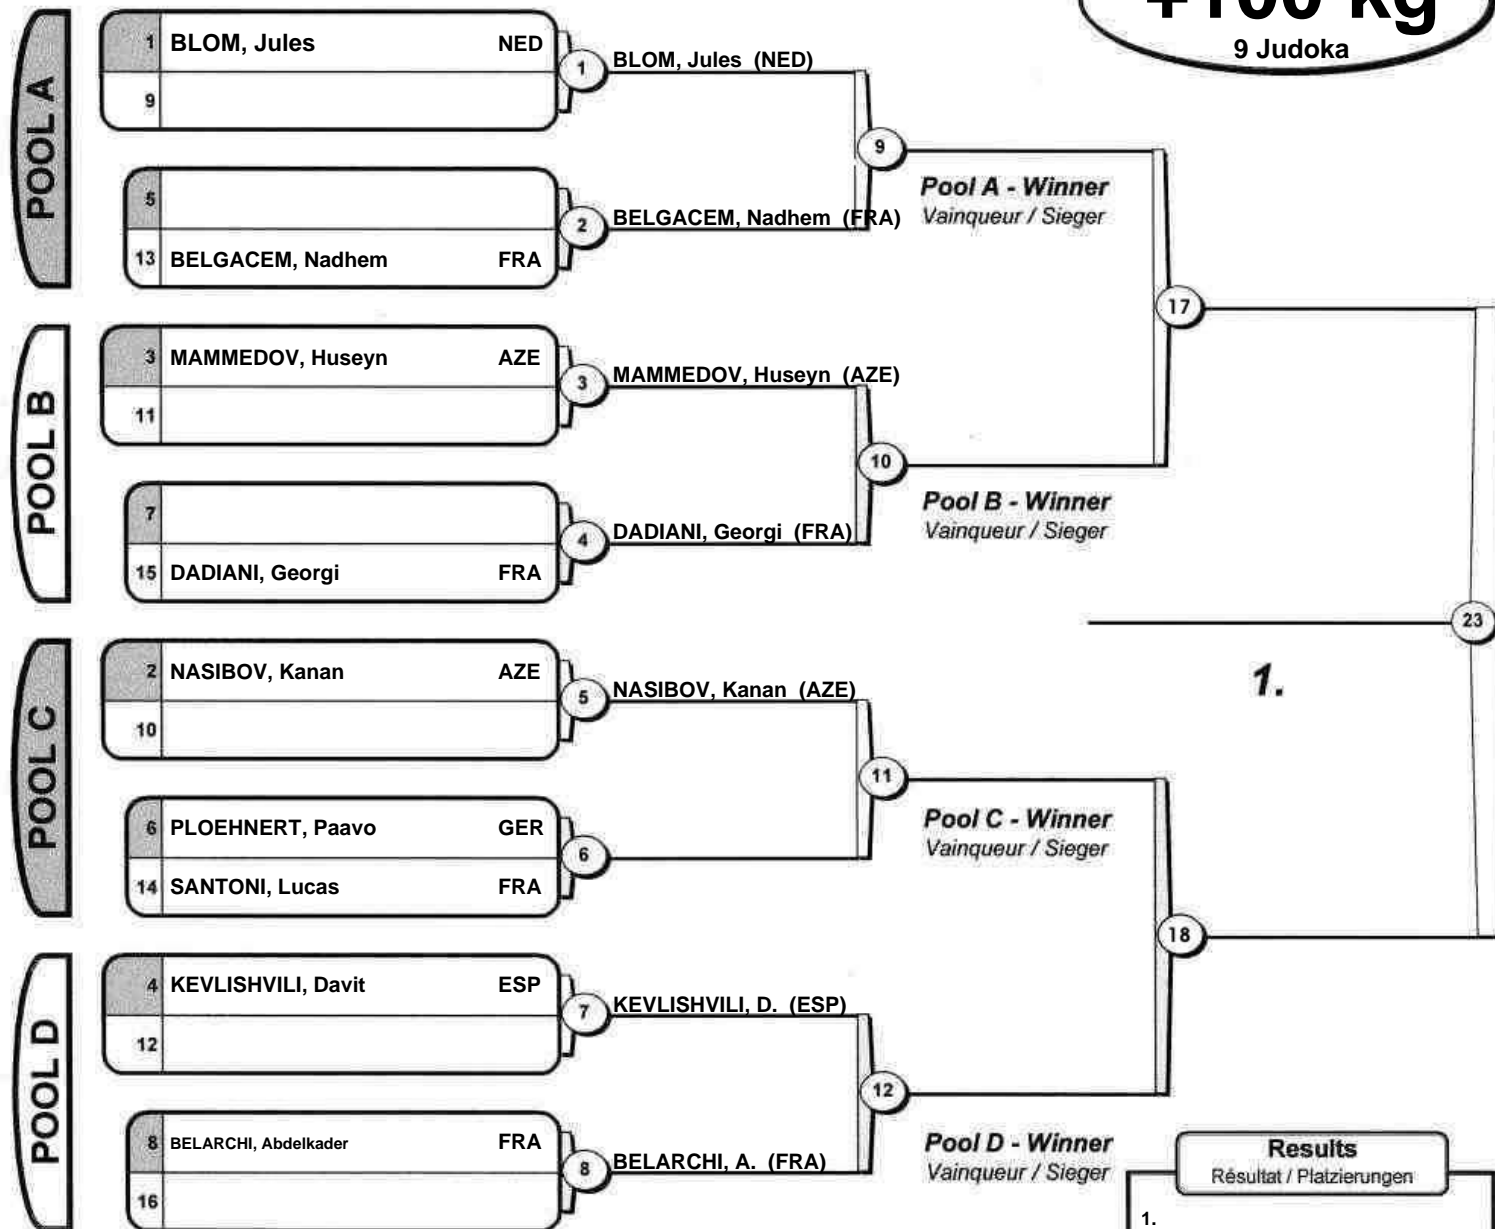 +100 kg
9 Judoka
POOL A
1 BLOM, Jules NED
9
1 BLOM, Jules (NED)
5
13 BELGACEM, Nadhem FRA
2 BELGACEM, Nadhem (FRA)
9
Pool A - Winner
Vainqueur / Sieger
17
POOL B
3 MAMMEDOV, Huseyn AZE
11
3 MAMMEDOV, Huseyn (AZE)
7
15 DADIANI, Georgi FRA
4 DADIANI, Georgi (FRA)
10
Pool B - Winner
Vainqueur / Sieger
23
1.
POOL C
2 NASIBOV, Kanan AZE
10
5 NASIBOV, Kanan (AZE)
6 PLOEHNERT, Paavo GER
14 SANTONI, Lucas FRA
6
11
Pool C - Winner
Vainqueur / Sieger
18
POOL D
4 KEVLISHVILI, Davit ESP
12
7 KEVLISHVILI, D. (ESP)
8 BELARCHI, Abdelkader FRA
16
8 BELARCHI, A. (FRA)
12
Pool D - Winner
Vainqueur / Sieger
Results
Résultat / Platzierungen
1.